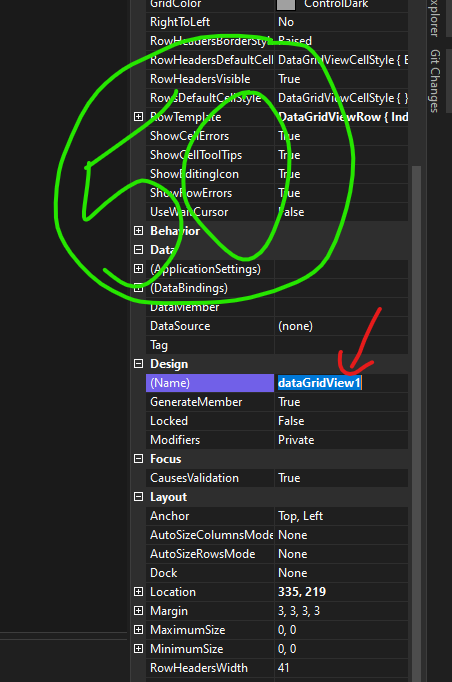 GridColor ControlDark
RightToLeft No
RowHeadersBorderStyle Raised
RowHeadersDefaultCell DataGridViewCellStyle { B
RowHeadersVisible True
RowsDefaultCellStyle DataGridViewCellStyle { }
RowTemplate DataGridViewRow { Ind
ShowCellErrors True
ShowCellToolTips True
ShowEditingIcon True
ShowRowErrors True
UseWaitCursor False
Behavior
Data
(ApplicationSettings)
(DataBindings)
DataMember
DataSource (none)
Tag
Design
(Name) dataGridView1
GenerateMember True
Locked False
Modifiers Private
Focus
CausesValidation True
Layout
Anchor Top, Left
AutoSizeColumnsMode None
AutoSizeRowsMode None
Dock None
Location 335, 219
Margin 3, 3, 3, 3
MaximumSize 0, 0
MinimumSize 0, 0
RowHeadersWidth 41
Explorer
Git Changes
50